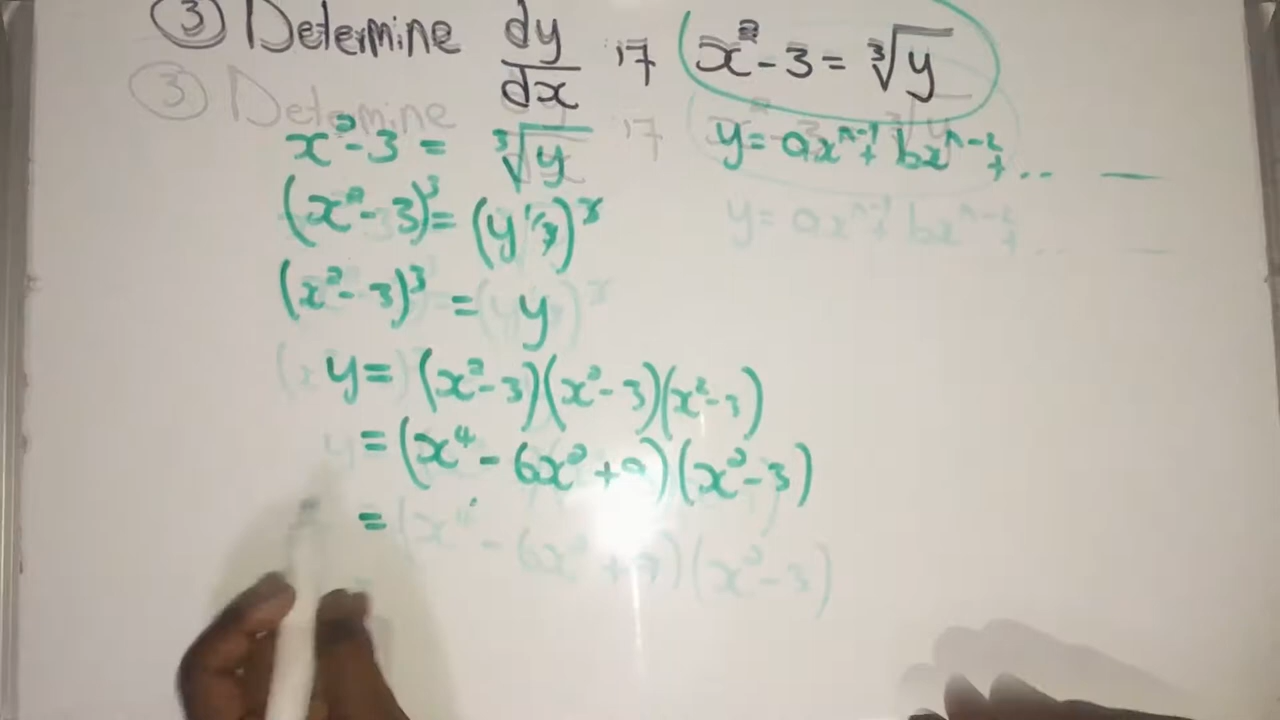 ③ Determine dy/dx if x² - 3 = ∛y
x² - 3 = ∛y
y = ax^(n-1) + bx^(n-2) + .. —
(x² - 3)³ = (y^(1/3))³
(x² - 3)³ = y
y = (x² - 3)(x² - 3)(x² - 3)
= (x⁴ - 6x² + 9)(x² - 3)
=